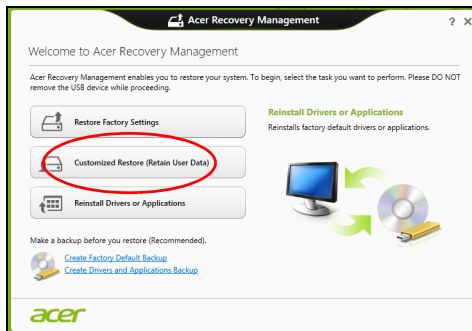 Acer Recovery Management
? X
Welcome to Acer Recovery Management
Acer Recovery Management enables you to restore your system. To begin, select the task you want to perform. Please DO NOT
remove the USB device while proceeding.
Restore Factory Settings
Customized Restore (Retain User Data)
Reinstall Drivers or Applications
Reinstall Drivers or Applications
Reinstalls factory default drivers or applications.
Make a backup before you restore (Recommended).
Create Factory Default Backup
Create Drivers and Applications Backup
acer